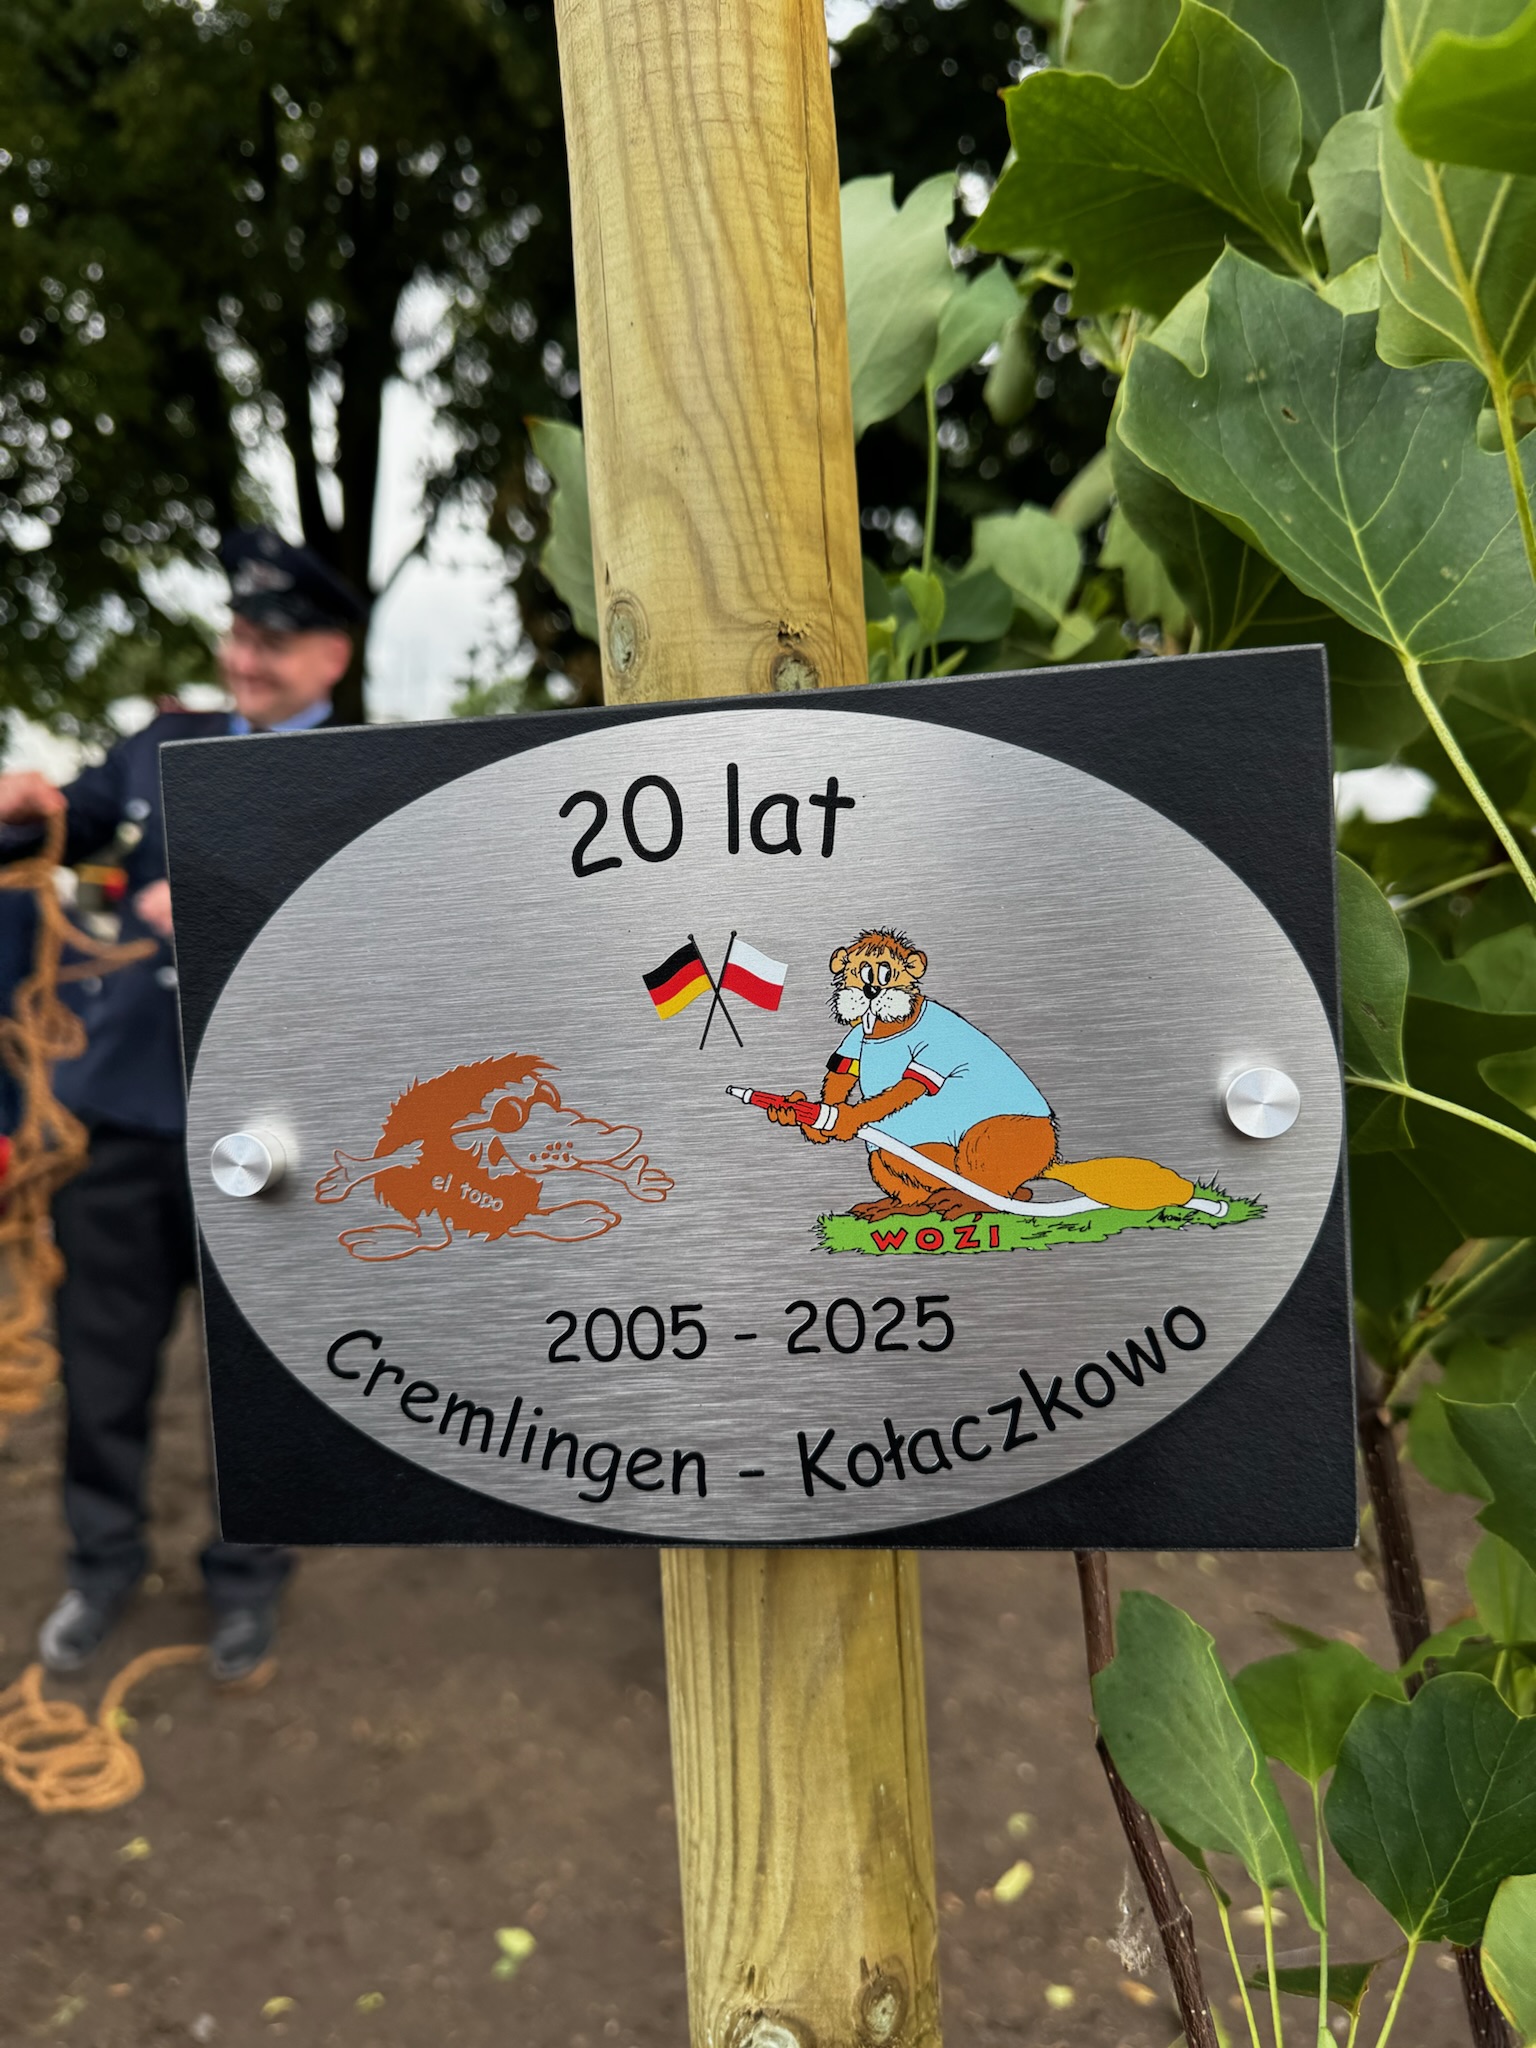 20 lat
el topo
WOŹI
2005 - 2025
Cremlingen - Kołaczkowo